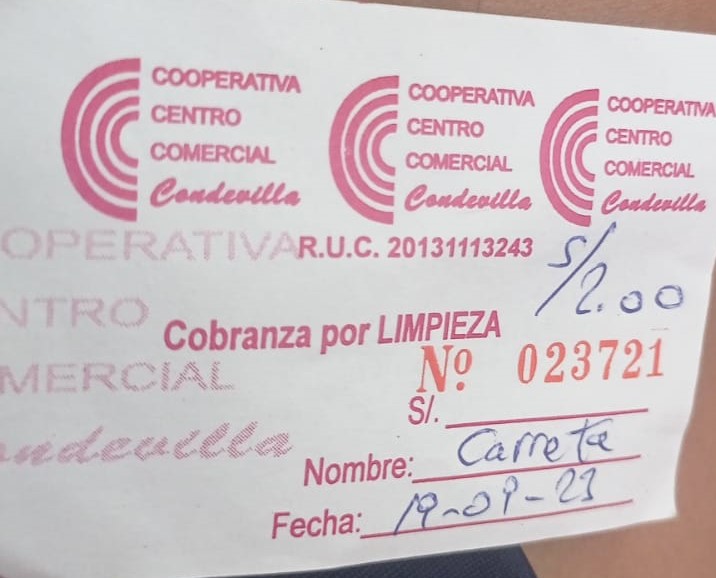 COOPERATIVA
CENTRO
COMERCIAL
Condevilla
COOPERATIVA
CENTRO
COMERCIAL
Condevilla
COOPERATIVA
CENTRO
COMERCIAL
Condevilla
OPERATIVA
R.U.C. 20131113243
S/2.00
NTRO
Cobranza por LIMPIEZA
MERCIAL
Nº 023721
S/.
ndevilla
Nombre: Carreta
Fecha: 19-09-23